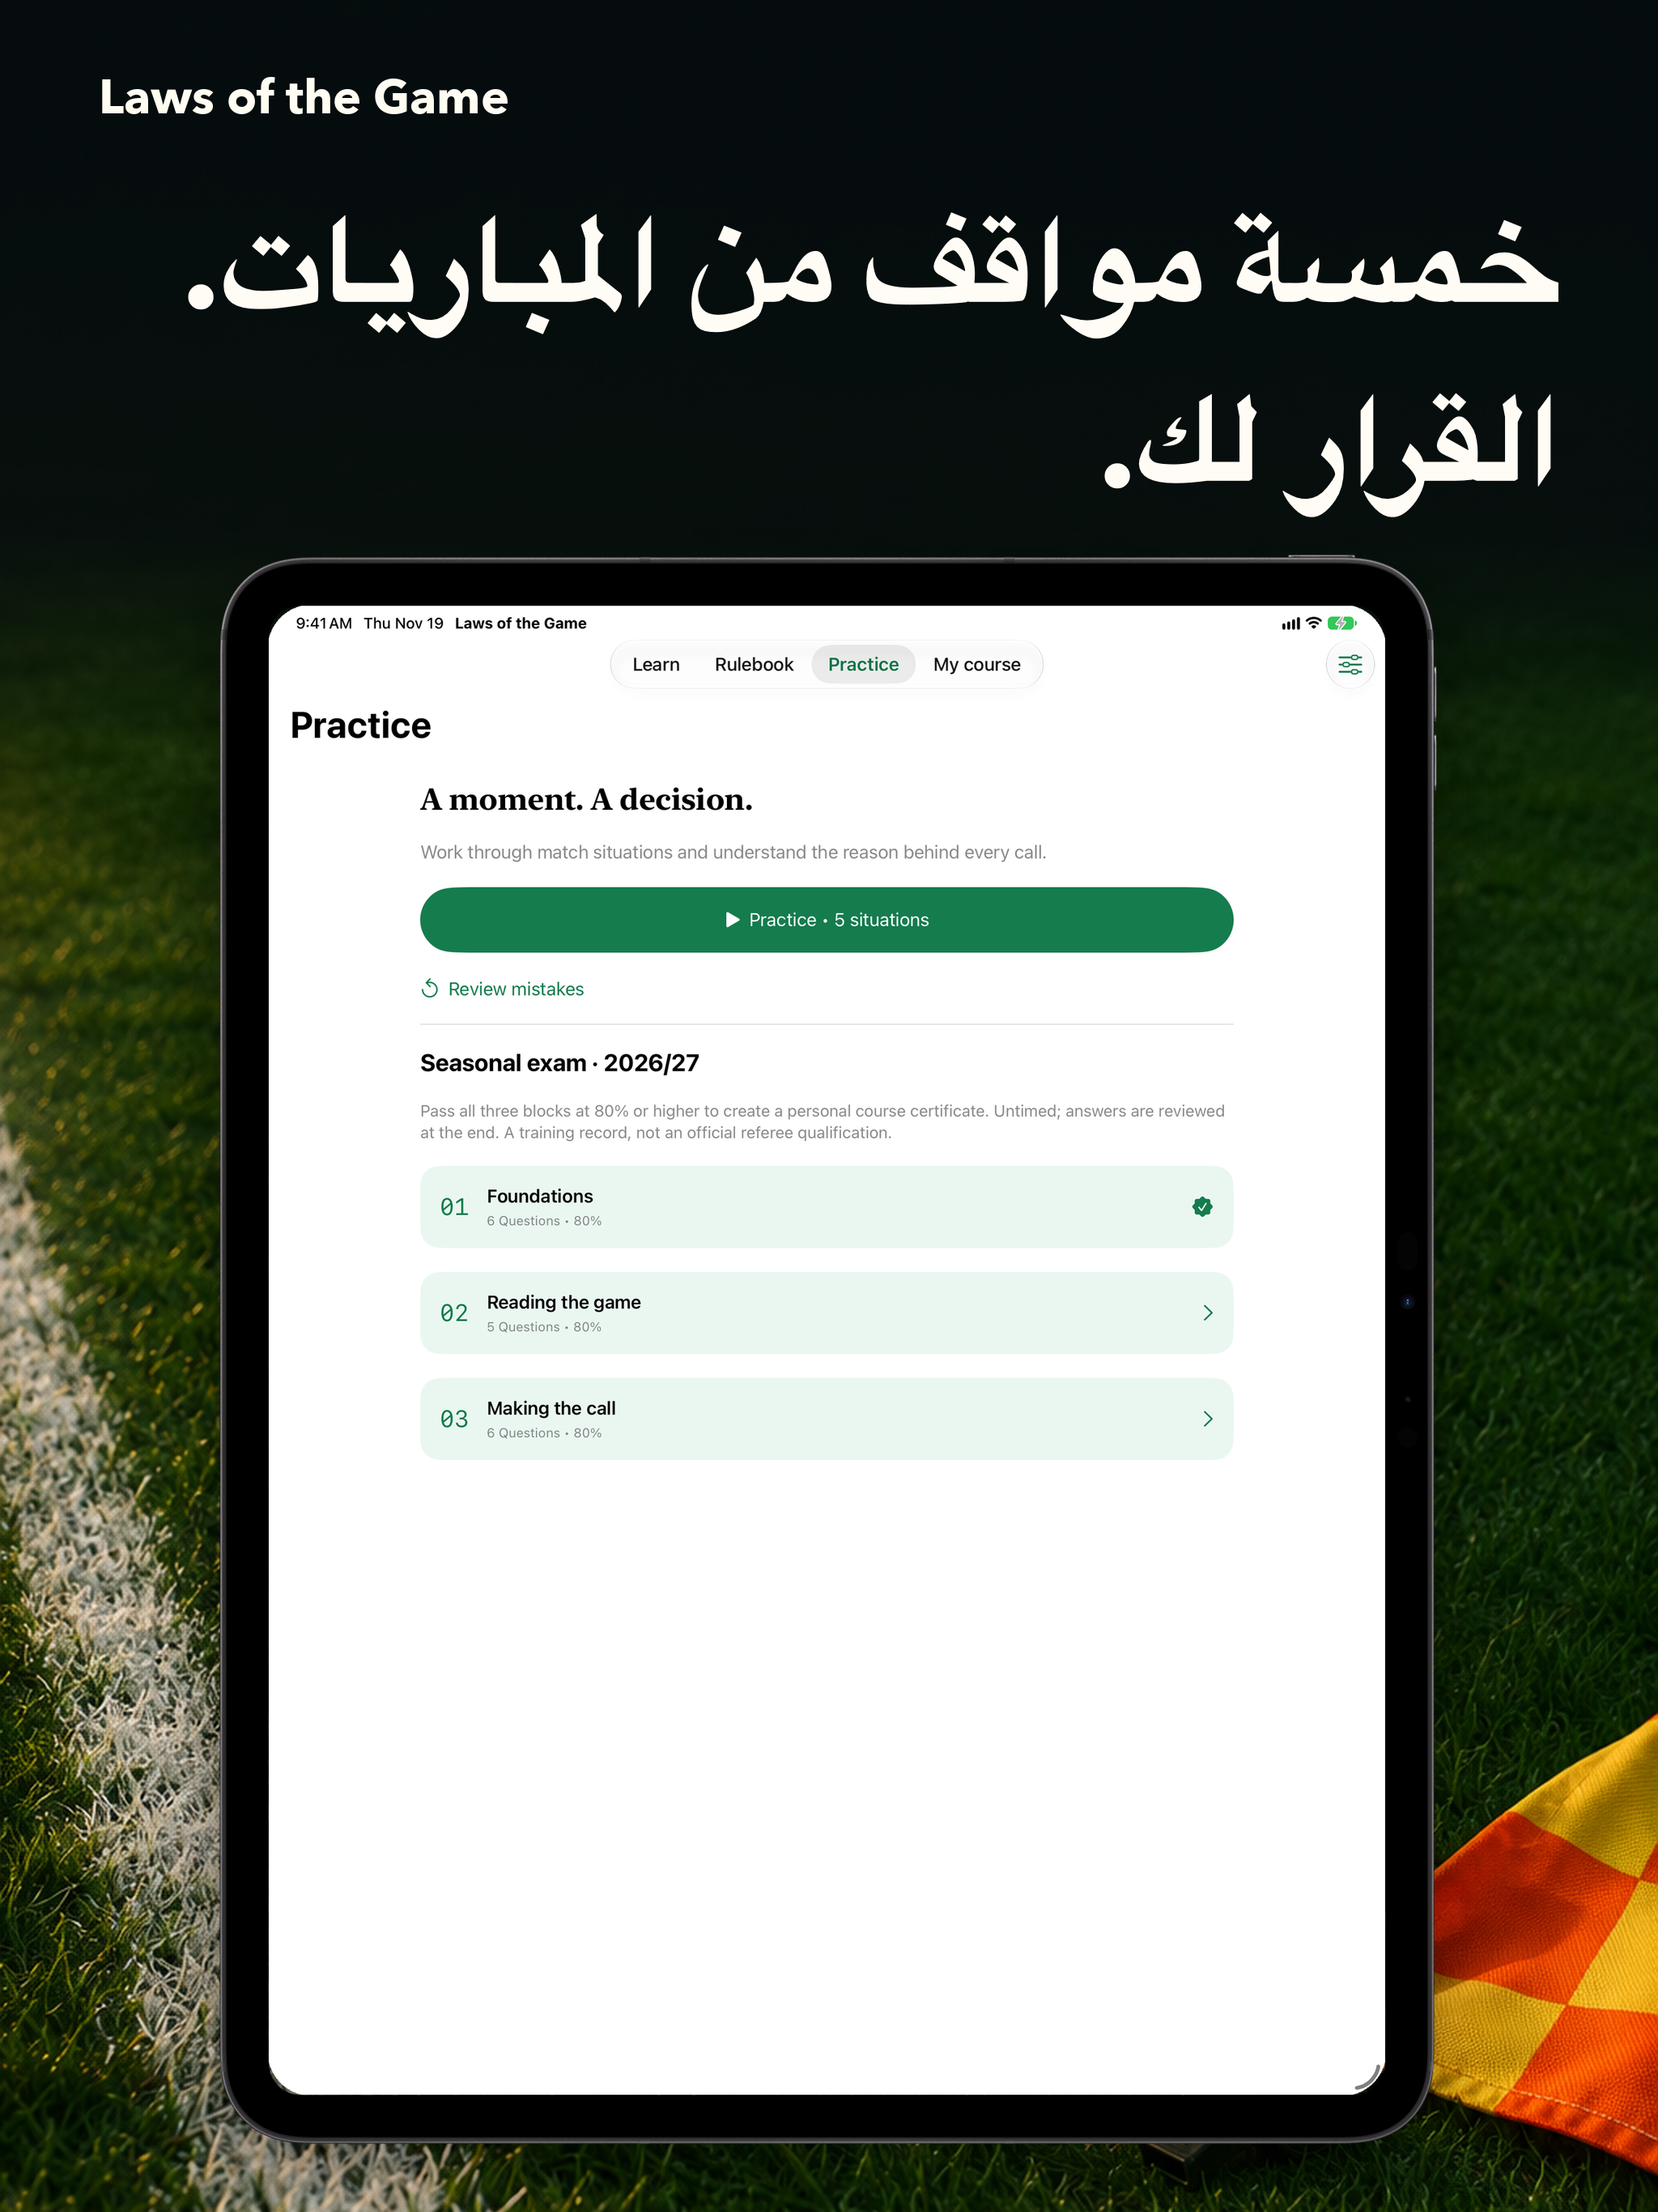 Laws of the Game
خمسة مواقف من المباريات.
القرار لك.
9:41 AM Thu Nov 19 Laws of the Game
Learn Rulebook Practice My course
Practice
A moment. A decision.
Work through match situations and understand the reason behind every call.
Practice • 5 situations
Review mistakes
Seasonal exam · 2026/27
Pass all three blocks at 80% or higher to create a personal course certificate. Untimed; answers are reviewed
at the end. A training record, not an official referee qualification.
01 Foundations
6 Questions • 80%
02 Reading the game
5 Questions • 80%
03 Making the call
6 Questions • 80%